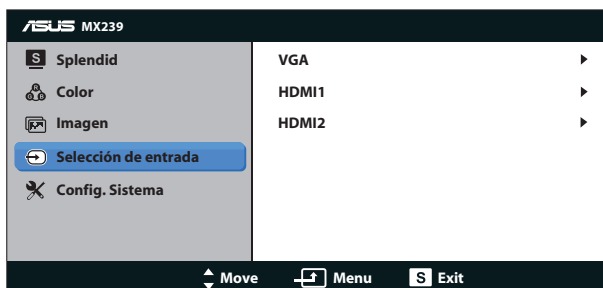 ASUS MX239
S Splendid
Color
Imagen
Selección de entrada
Config. Sistema
VGA
HDMI1
HDMI2
Move Menu S Exit